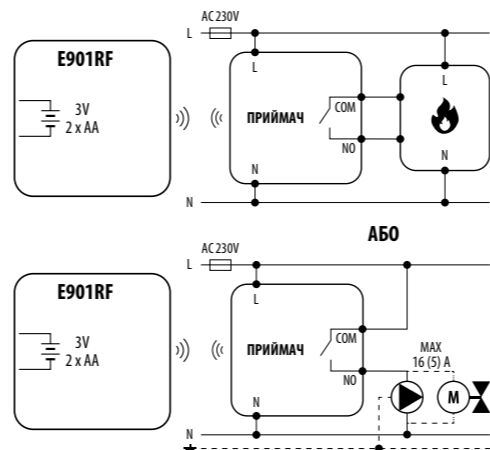 AC 230V
L
E901RF
3V
2 x AA
L
ПРИЙМАЧ
COM
NO
N
L
N
N
АБО
AC 230V
L
E901RF
3V
2 x AA
L
ПРИЙМАЧ
COM
NO
N
MAX
16 (5) A
M
N